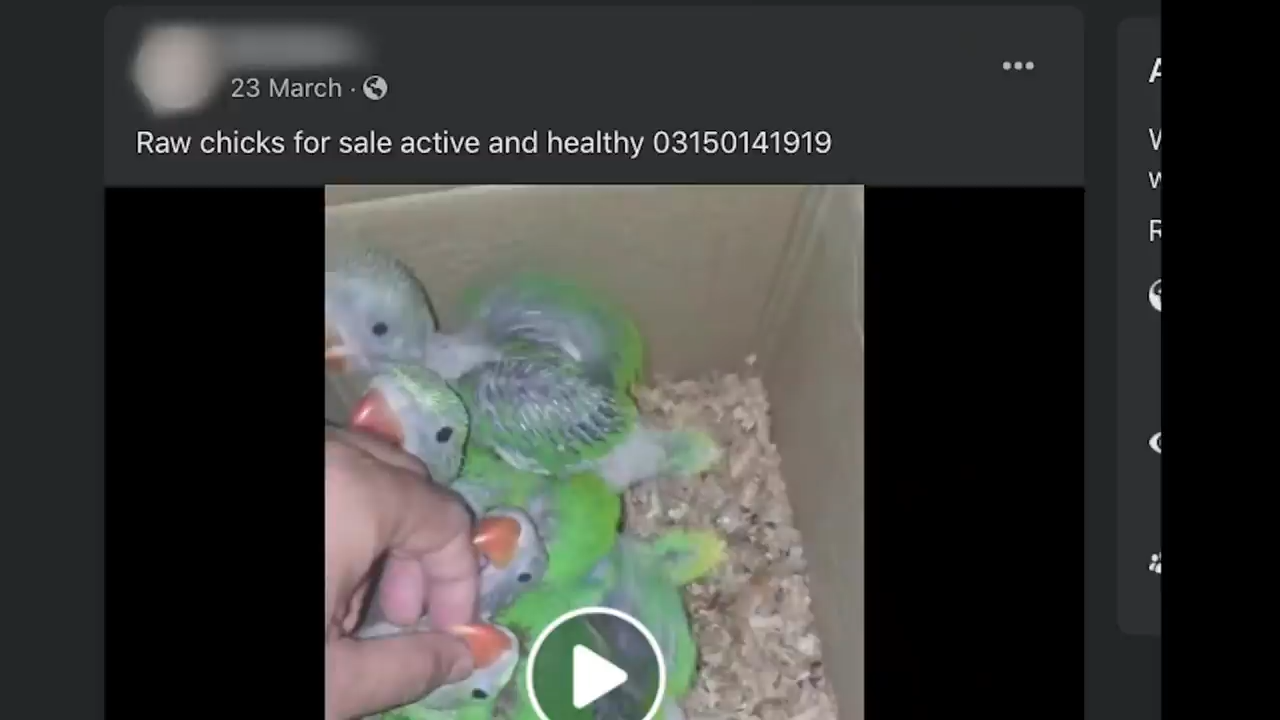 23 March ·
Raw chicks for sale active and healthy 03150141919
A
W
w
R